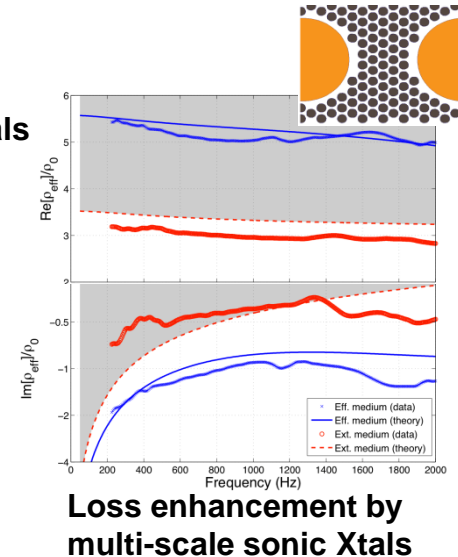 als
6
5
4
3
2
Re[ρeff]/ρ0
-0.5
-1
-2
-4
Im[ρeff]/ρ0
Eff. medium (data)
Eff. medium (theory)
Ext. medium (data)
Ext. medium (theory)
0 200 400 600 800 1000 1200 1400 1600 1800 2000
Frequency (Hz)
Loss enhancement by
multi-scale sonic Xtals